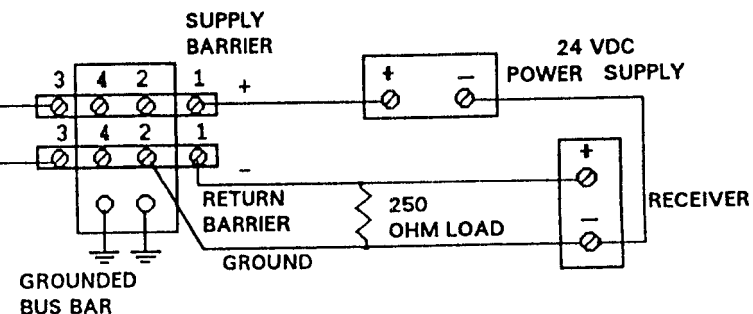 SUPPLY
BARRIER
24 VDC
POWER SUPPLY
3 4 2 1
+
+ −
3 4 2 1
−
+
−
RETURN
BARRIER
250
OHM LOAD
RECEIVER
GROUND
GROUNDED
BUS BAR